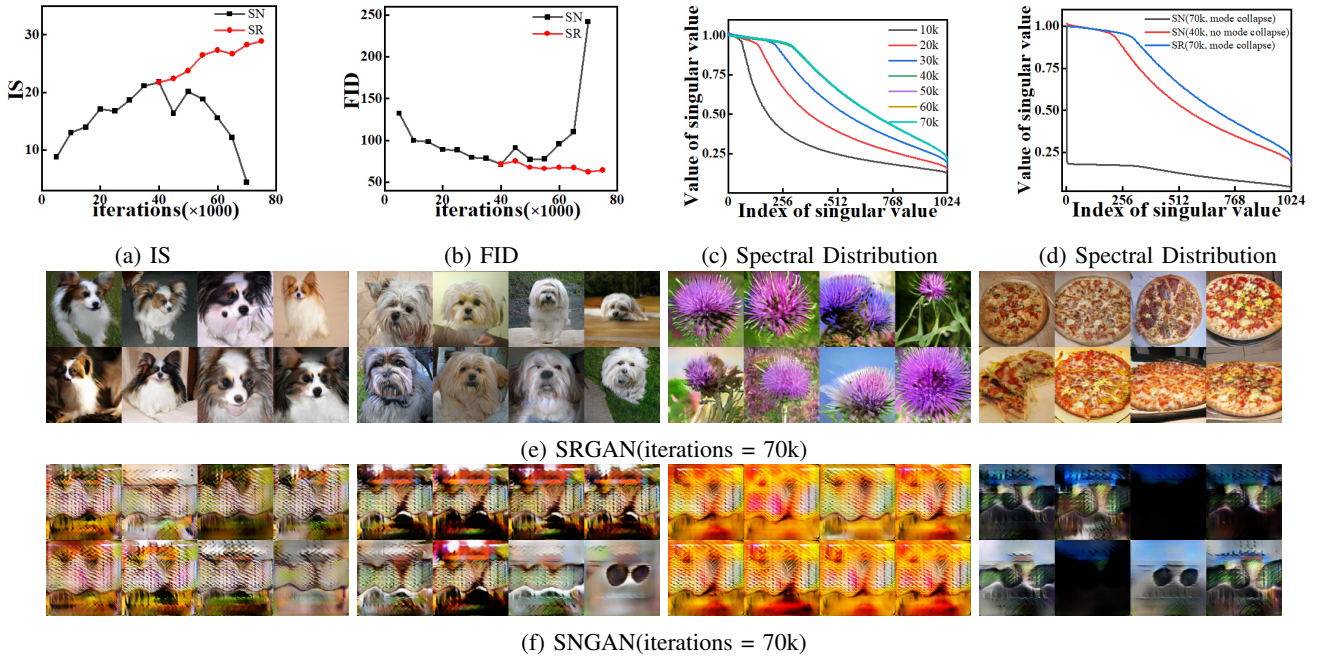 IS
30
20
10
0 20 40 60 80
iterations(×1000)
SN
SR
(a) IS
FID
250
200
150
100
50
0 20 40 60 80
iterations(×1000)
SN
SR
(b) FID
Value of singular value
1.00
0.75
0.50
0.25
0 256 512 768 1024
Index of singular value
10k
20k
30k
40k
50k
60k
70k
(c) Spectral Distribution
Value of singular value
1.00
0.75
0.50
0.25
0 256 512 768 1024
Index of singular value
SN(70k, mode collapse)
SN(40k, no mode collapse)
SR(70k, mode collapse)
(d) Spectral Distribution
(e) SRGAN(iterations = 70k)
(f) SNGAN(iterations = 70k)